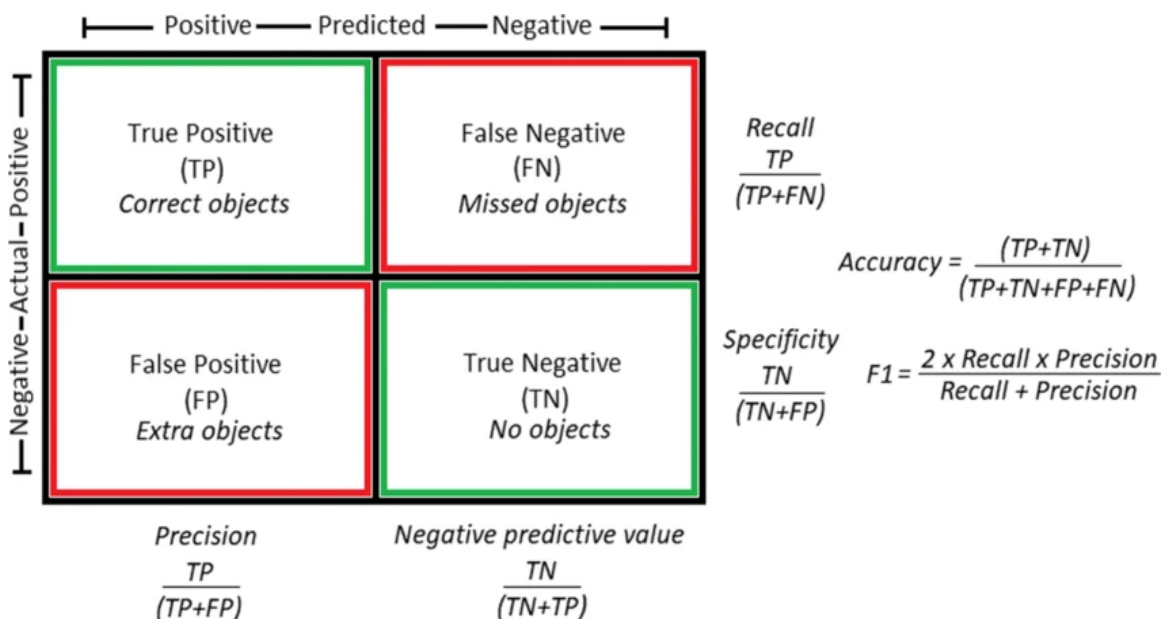 Positive Predicted Negative
Negative Actual Positive
True Positive
(TP)
Correct objects
False Negative
(FN)
Missed objects
Recall
TP
(TP+FN)
Accuracy = (TP+TN)
(TP+TN+FP+FN)
False Positive
(FP)
Extra objects
True Negative
(TN)
No objects
Specificity
TN
(TN+FP)
F1 = 2 x Recall x Precision
Recall + Precision
Precision
TP
(TP+FP)
Negative predictive value
TN
(TN+TP)